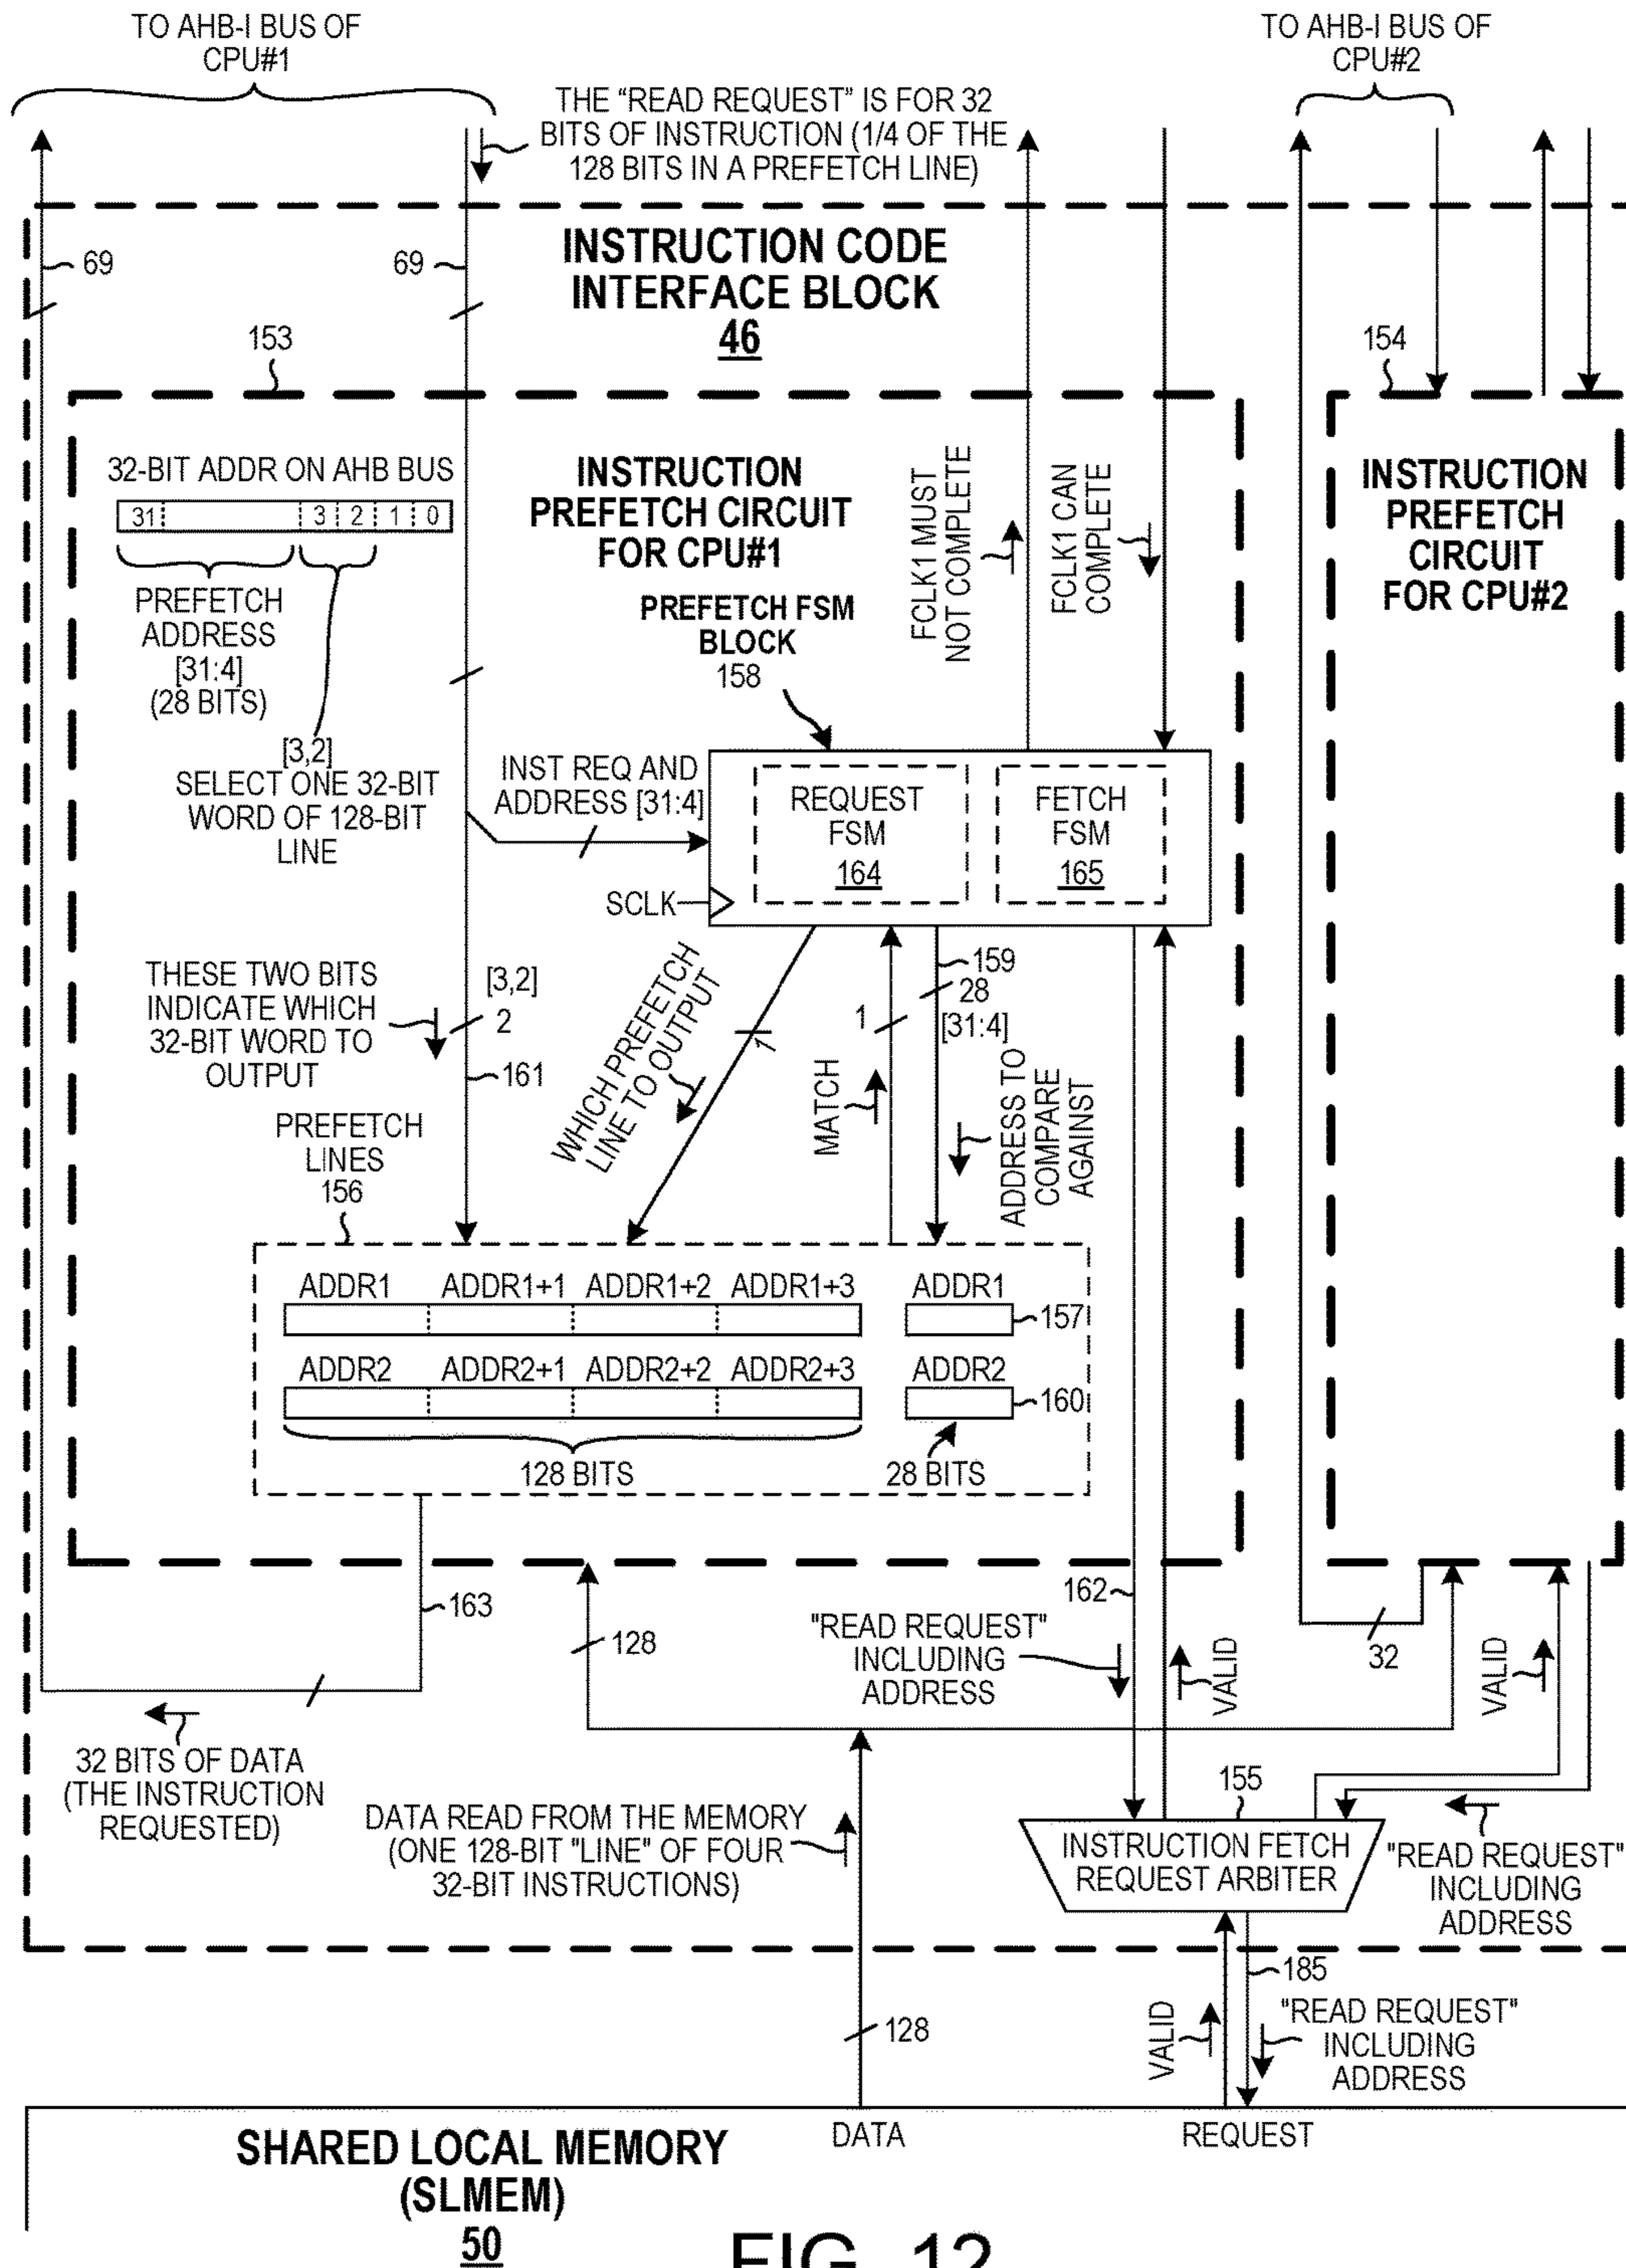 TO AHB-I BUS OF
CPU#1
TO AHB-I BUS OF
CPU#2
THE "READ REQUEST" IS FOR 32
BITS OF INSTRUCTION (1/4 OF THE
128 BITS IN A PREFETCH LINE)
69
69
INSTRUCTION CODE
INTERFACE BLOCK
46
153
154
32-BIT ADDR ON AHB BUS
31
3
2
1
0
PREFETCH
ADDRESS
[31:4]
(28 BITS)
[3,2]
SELECT ONE 32-BIT
WORD OF 128-BIT
LINE
INSTRUCTION
PREFETCH CIRCUIT
FOR CPU#1
PREFETCH FSM
BLOCK
158
FCLK1 MUST
NOT COMPLETE
FCLK1 CAN
COMPLETE
INSTRUCTION
PREFETCH
CIRCUIT
FOR CPU#2
INST REQ AND
ADDRESS [31:4]
REQUEST
FSM
164
FETCH
FSM
165
SCLK
THESE TWO BITS
INDICATE WHICH
32-BIT WORD TO
OUTPUT
[3,2]
2
161
WHICH PREFETCH
LINE TO OUTPUT
1
1
MATCH
159
28
[31:4]
ADDRESS TO
COMPARE
AGAINST
PREFETCH
LINES
156
ADDR1
ADDR1+1
ADDR1+2
ADDR1+3
ADDR1
157
ADDR2
ADDR2+1
ADDR2+2
ADDR2+3
ADDR2
160
128 BITS
28 BITS
163
128
162
"READ REQUEST"
INCLUDING
ADDRESS
VALID
32
VALID
32 BITS OF DATA
(THE INSTRUCTION
REQUESTED)
DATA READ FROM THE MEMORY
(ONE 128-BIT "LINE" OF FOUR
32-BIT INSTRUCTIONS)
155
INSTRUCTION FETCH
REQUEST ARBITER
"READ REQUEST"
INCLUDING
ADDRESS
128
VALID
185
"READ REQUEST"
INCLUDING
ADDRESS
DATA
REQUEST
SHARED LOCAL MEMORY
(SLMEM)
50
FIG. 12